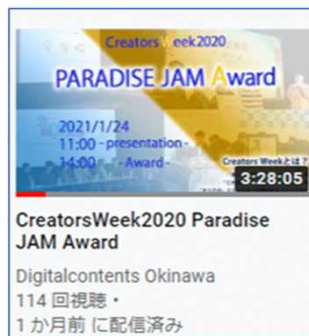 Creators Week2020
PARADISE JAM Award
2021/1/24
11:00 - presentation -
14:00 - Award -
Creators Weekとは？
3:28:05
CreatorsWeek2020 Paradise
JAM Award
Digitalcontents Okinawa
114 回視聴・
1 か月前 に配信済み